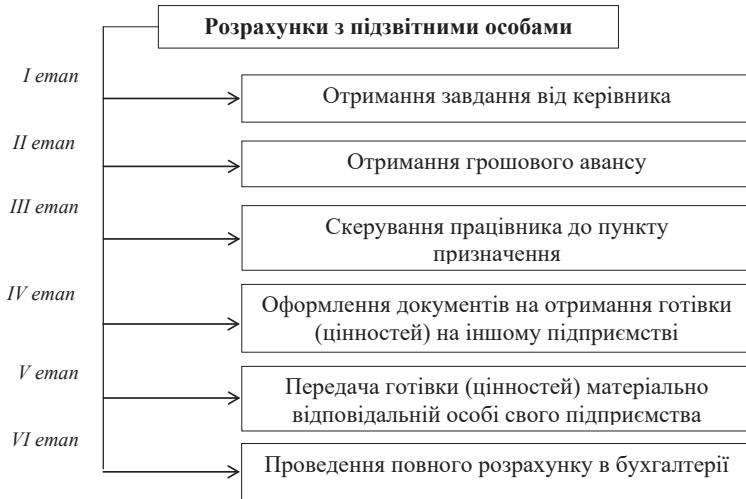 Розрахунки з підзвітними особами
I етап
Отримання завдання від керівника
II етап
Отримання грошового авансу
III етап
Скерування працівника до пункту
призначення
IV етап
Оформлення документів на отримання готівки
(цінностей) на іншому підприємстві
V етап
Передача готівки (цінностей) матеріально
відповідальній особі свого підприємства
VI етап
Проведення повного розрахунку в бухгалтерії